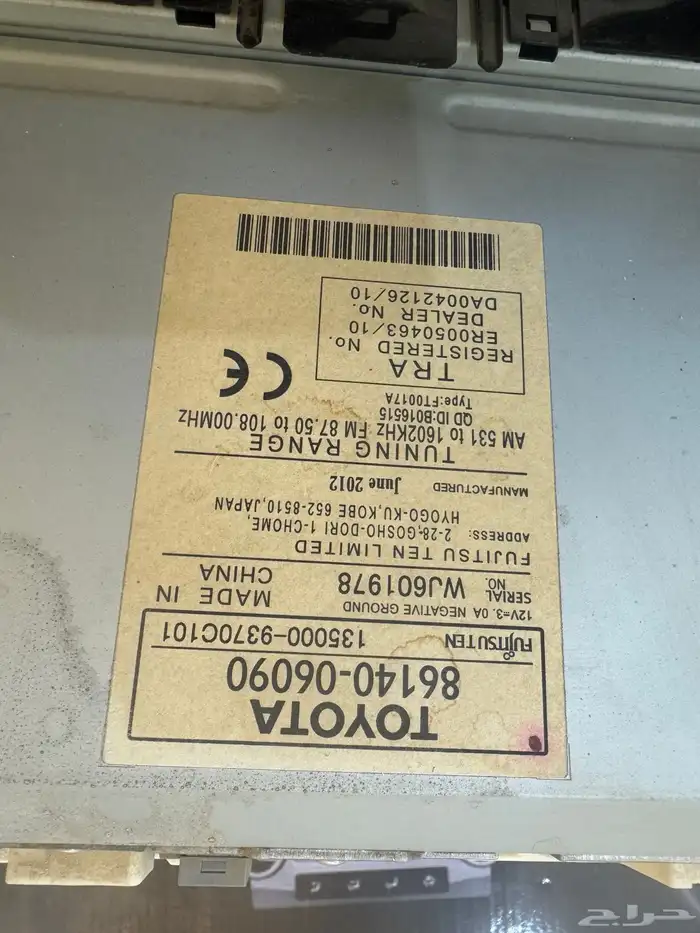 TOYOTA
86140-06090
FUJITSU TEN 135000-9370C101
12V⎓3.0A NEGATIVE GROUND
SERIAL NO. WJ601978 MADE IN CHINA
FUJITSU TEN LIMITED
ADDRESS: 2-28,GOSHO-DORI 1-CHOME,
HYOGO-KU,KOBE 652-8510,JAPAN
MANUFACTURED June 2012
TUNING RANGE
AM 531 to 1602KHz FM 87.50 to 108.00MHz
QD ID:B016515
Type:FT0017A
CE
TRA
REGISTERED No.
ER0050463/10
DEALER No.
DA0042126/10
حراج